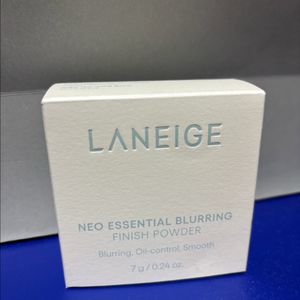 LANEIGE
NEO ESSENTIAL BLURRING
FINISH POWDER
Blurring, Oil-control, Smooth
7 g / 0.24 oz.